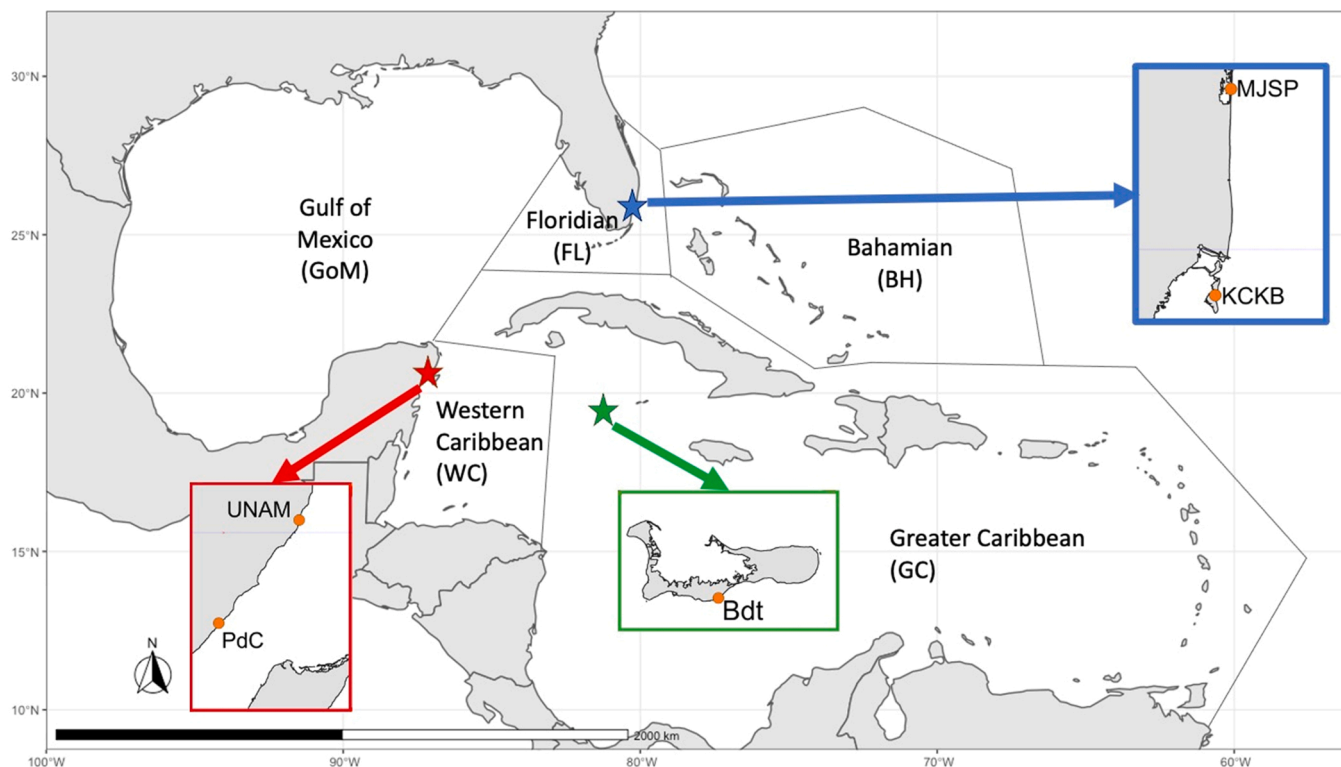 30°N
25°N
20°N
15°N
10°N
Gulf of
Mexico
(GoM)
Floridian
(FL)
Bahamian
(BH)
MJSP
KCKB
Western
Caribbean
(WC)
Greater Caribbean
(GC)
UNAM
PdC
Bdt
N
2000 km
100°W
90°W
80°W
70°W
60°W